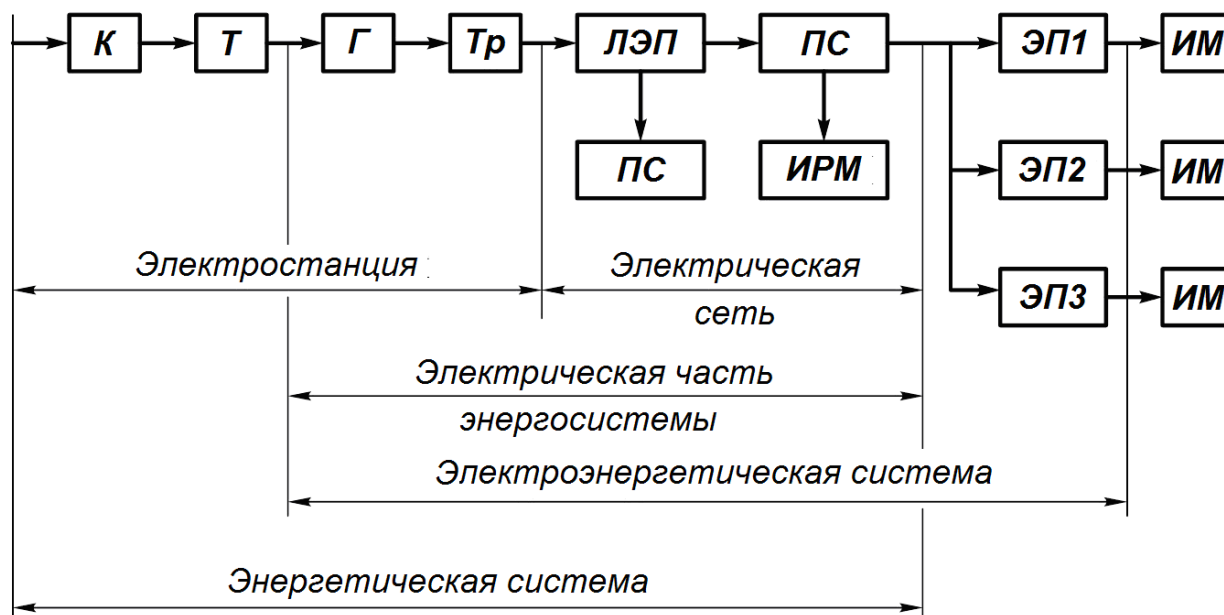 К Т Г Тр ЛЭП ПС ЭП1 ИМ
ПС ИРМ ЭП2 ИМ
Электростанция Электрическая
сеть ЭП3 ИМ
Электрическая часть
энергосистемы
Электроэнергетическая система
Энергетическая система